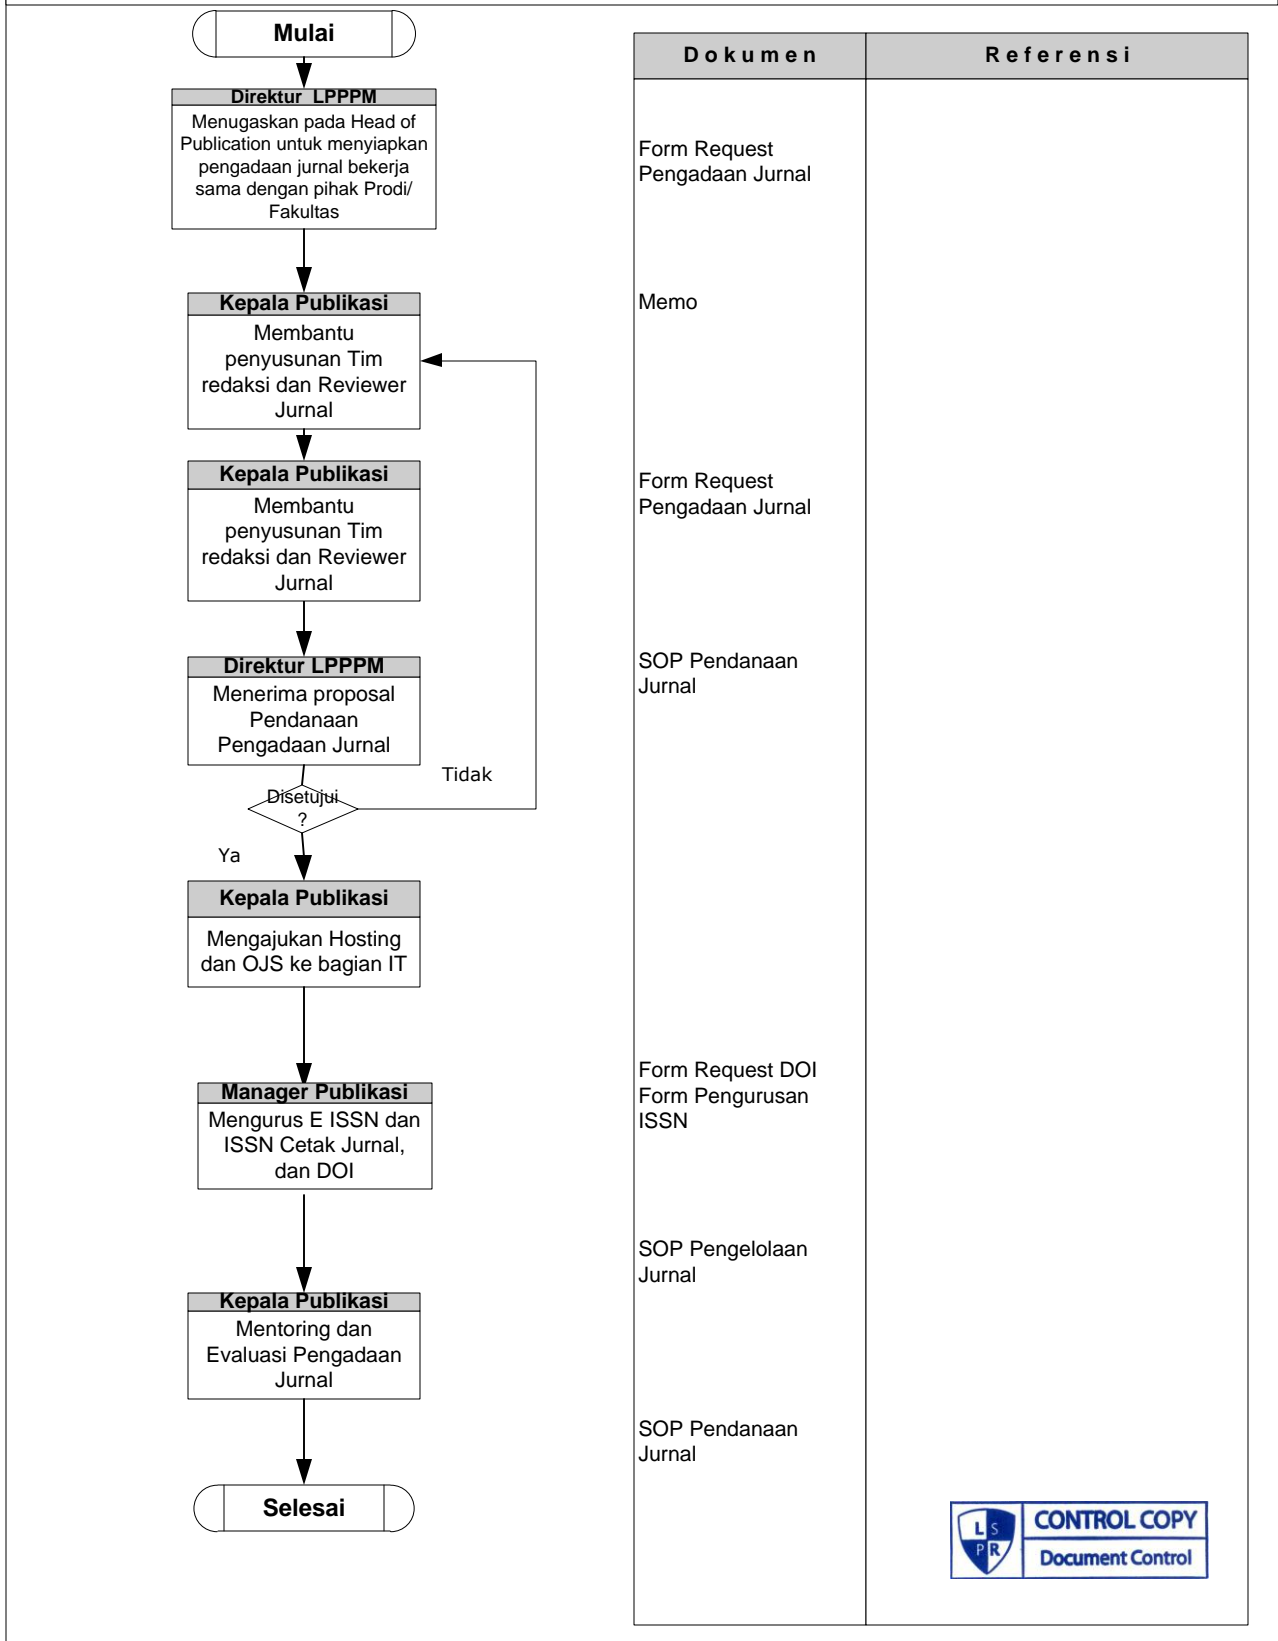 Mulai
Direktur LPPPM
Menugaskan pada Head of
Publication untuk menyiapkan
pengadaan jurnal bekerja
sama dengan pihak Prodi/
Fakultas
Kepala Publikasi
Membantu
penyusunan Tim
redaksi dan Reviewer
Jurnal
Kepala Publikasi
Membantu
penyusunan Tim
redaksi dan Reviewer
Jurnal
Direktur LPPPM
Menerima proposal
Pendanaan
Pengadaan Jurnal
Tidak
Disetujui
?
Ya
Kepala Publikasi
Mengajukan Hosting
dan OJS ke bagian IT
Manager Publikasi
Mengurus E ISSN dan
ISSN Cetak Jurnal,
dan DOI
Kepala Publikasi
Mentoring dan
Evaluasi Pengadaan
Jurnal
Selesai
Dokumen
Referensi
Form Request
Pengadaan Jurnal
Memo
Form Request
Pengadaan Jurnal
SOP Pendanaan
Jurnal
Form Request DOI
Form Pengurusan
ISSN
SOP Pengelolaan
Jurnal
SOP Pendanaan
Jurnal
L S
P R
CONTROL COPY
Document Control